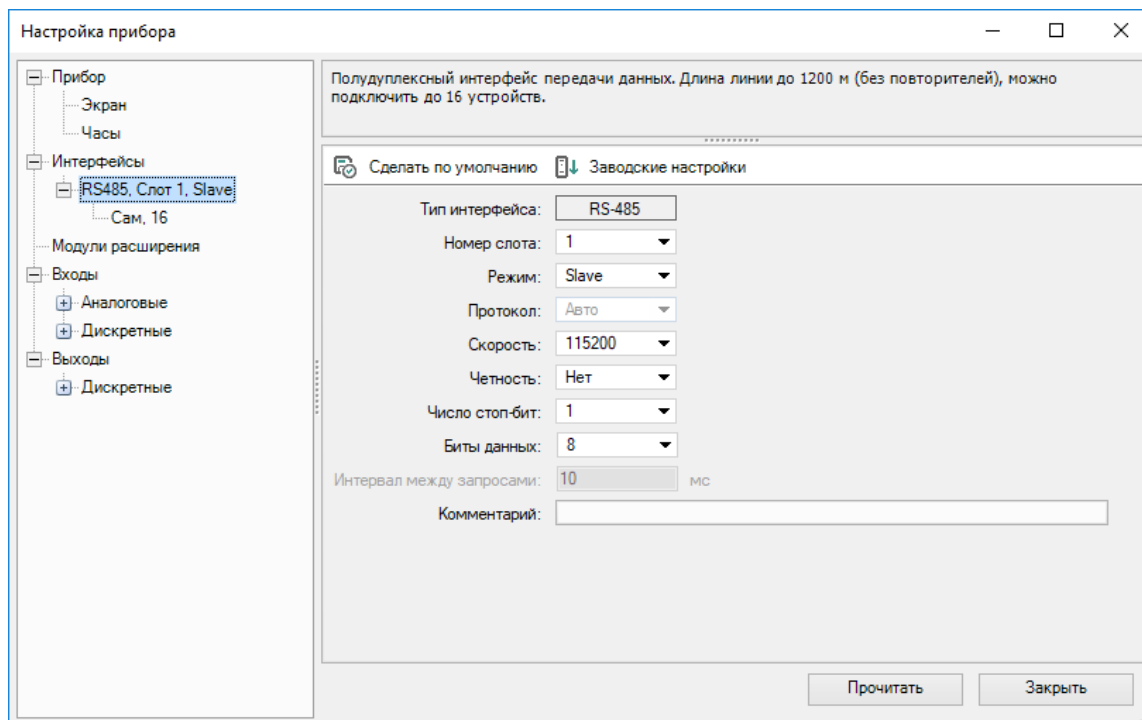 Настройка прибора
Прибор
Экран
Часы
Интерфейсы
RS485, Слот 1, Slave
Сам, 16
Модули расширения
Входы
Аналоговые
Дискретные
Выходы
Дискретные
Полудуплексный интерфейс передачи данных. Длина линии до 1200 м (без повторителей), можно
подключить до 16 устройств.
Сделать по умолчанию Заводские настройки
Тип интерфейса: RS-485
Номер слота: 1
Режим: Slave
Протокол: Авто
Скорость: 115200
Четность: Нет
Число стоп-бит: 1
Биты данных: 8
Интервал между запросами: 10 мс
Комментарий:
Прочитать Закрыть